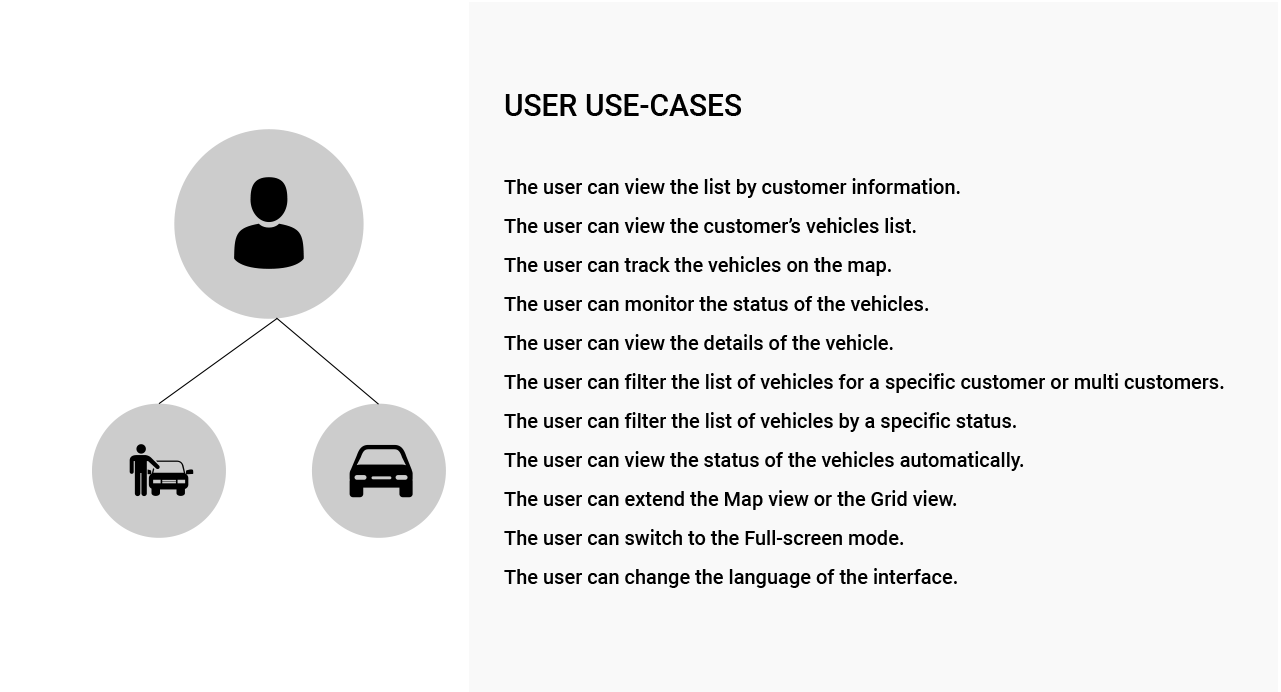 USER USE-CASES
The user can view the list by customer information.
The user can view the customer’s vehicles list.
The user can track the vehicles on the map.
The user can monitor the status of the vehicles.
The user can view the details of the vehicle.
The user can filter the list of vehicles for a specific customer or multi customers.
The user can filter the list of vehicles by a specific status.
The user can view the status of the vehicles automatically.
The user can extend the Map view or the Grid view.
The user can switch to the Full-screen mode.
The user can change the language of the interface.